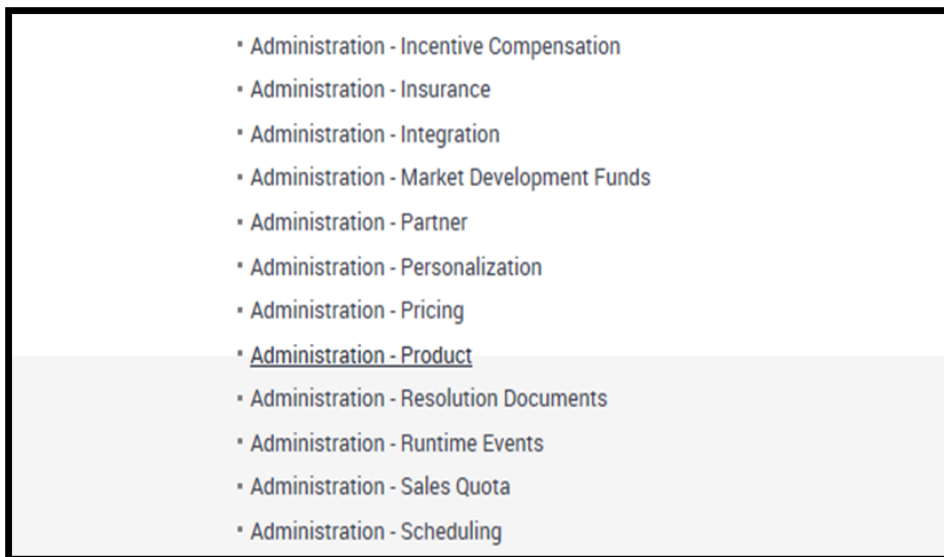 ▪ Administration - Incentive Compensation
▪ Administration - Insurance
▪ Administration - Integration
▪ Administration - Market Development Funds
▪ Administration - Partner
▪ Administration - Personalization
▪ Administration - Pricing
▪ Administration - Product
▪ Administration - Resolution Documents
▪ Administration - Runtime Events
▪ Administration - Sales Quota
▪ Administration - Scheduling